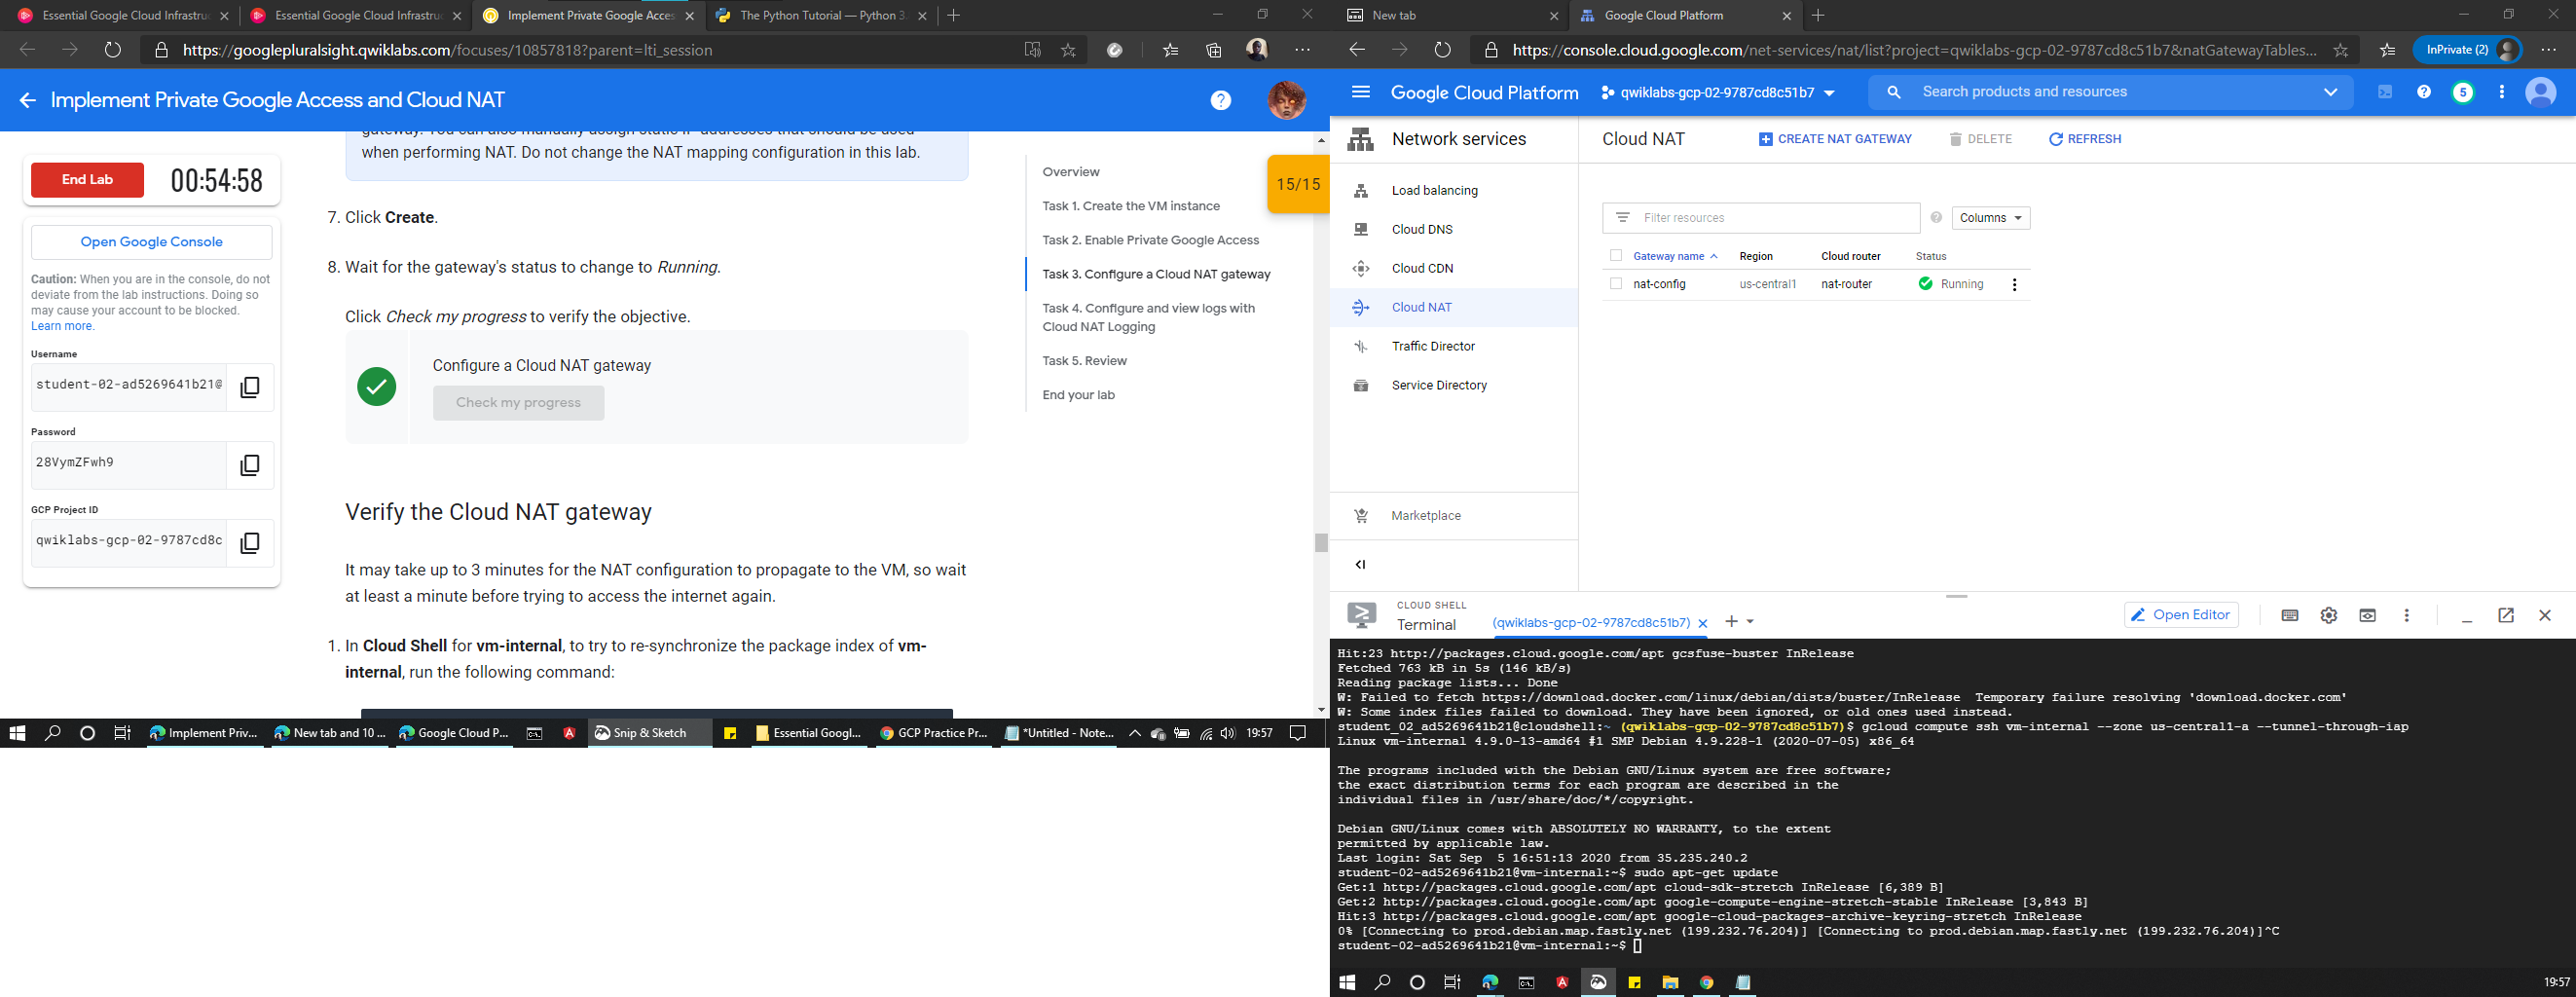 Essential Google Cloud Infrastruc
Essential Google Cloud Infrastruc
Implement Private Google Acces
The Python Tutorial — Python 3.
https://googlepluralsight.qwiklabs.com/focuses/10857818?parent=lti_session
Implement Private Google Access and Cloud NAT
End Lab
00:54:58
Open Google Console
Caution: When you are in the console, do not
deviate from the lab instructions. Doing so
may cause your account to be blocked.
Learn more.
Username
student-02-ad5269641b21@
Password
28VymZFwh9
GCP Project ID
qwiklabs-gcp-02-9787cd8c
gateway. You can also manually assign static IP addresses that should be used
when performing NAT. Do not change the NAT mapping configuration in this lab.
7. Click Create.
8. Wait for the gateway's status to change to Running.
Click Check my progress to verify the objective.
Configure a Cloud NAT gateway
Check my progress
Verify the Cloud NAT gateway
It may take up to 3 minutes for the NAT configuration to propagate to the VM, so wait
at least a minute before trying to access the internet again.
1. In Cloud Shell for vm-internal, to try to re-synchronize the package index of vm-
internal, run the following command:
Overview
Task 1. Create the VM instance
Task 2. Enable Private Google Access
Task 3. Configure a Cloud NAT gateway
Task 4. Configure and view logs with
Cloud NAT Logging
Task 5. Review
End your lab
15/15
Implement Priv...
New tab and 10 ...
Google Cloud P...
Snip & Sketch
Essential Googl...
GCP Practice Pr...
*Untitled - Note...
19:57
New tab
Google Cloud Platform
https://console.cloud.google.com/net-services/nat/list?project=qwiklabs-gcp-02-9787cd8c51b7&natGatewayTables...
InPrivate (2)
Google Cloud Platform
qwiklabs-gcp-02-9787cd8c51b7
Search products and resources
5
Network services
Load balancing
Cloud DNS
Cloud CDN
Cloud NAT
Traffic Director
Service Directory
Marketplace
Cloud NAT
CREATE NAT GATEWAY
DELETE
REFRESH
Filter resources
Columns
Gateway name Region Cloud router Status
nat-config us-central1 nat-router Running
CLOUD SHELL
Terminal
(qwiklabs-gcp-02-9787cd8c51b7)
Open Editor
Hit:23 http://packages.cloud.google.com/apt gcsfuse-buster InRelease
Fetched 763 kB in 5s (146 kB/s)
Reading package lists... Done
W: Failed to fetch https://download.docker.com/linux/debian/dists/buster/InRelease  Temporary failure resolving 'download.docker.com'
W: Some index files failed to download. They have been ignored, or old ones used instead.
student_02_ad5269641b21@cloudshell:~ (qwiklabs-gcp-02-9787cd8c51b7)$ gcloud compute ssh vm-internal --zone us-central1-a --tunnel-through-iap
Linux vm-internal 4.9.0-13-amd64 #1 SMP Debian 4.9.228-1 (2020-07-05) x86_64
The programs included with the Debian GNU/Linux system are free software;
the exact distribution terms for each program are described in the
individual files in /usr/share/doc/*/copyright.
Debian GNU/Linux comes with ABSOLUTELY NO WARRANTY, to the extent
permitted by applicable law.
Last login: Sat Sep  5 16:51:13 2020 from 35.235.240.2
student-02-ad5269641b21@vm-internal:~$ sudo apt-get update
Get:1 http://packages.cloud.google.com/apt cloud-sdk-stretch InRelease [6,389 B]
Get:2 http://packages.cloud.google.com/apt google-compute-engine-stretch-stable InRelease [3,843 B]
Hit:3 http://packages.cloud.google.com/apt google-cloud-packages-archive-keyring-stretch InRelease
0% [Connecting to prod.debian.map.fastly.net (199.232.76.204)] [Connecting to prod.debian.map.fastly.net (199.232.76.204)]^C
student-02-ad5269641b21@vm-internal:~$
19:57